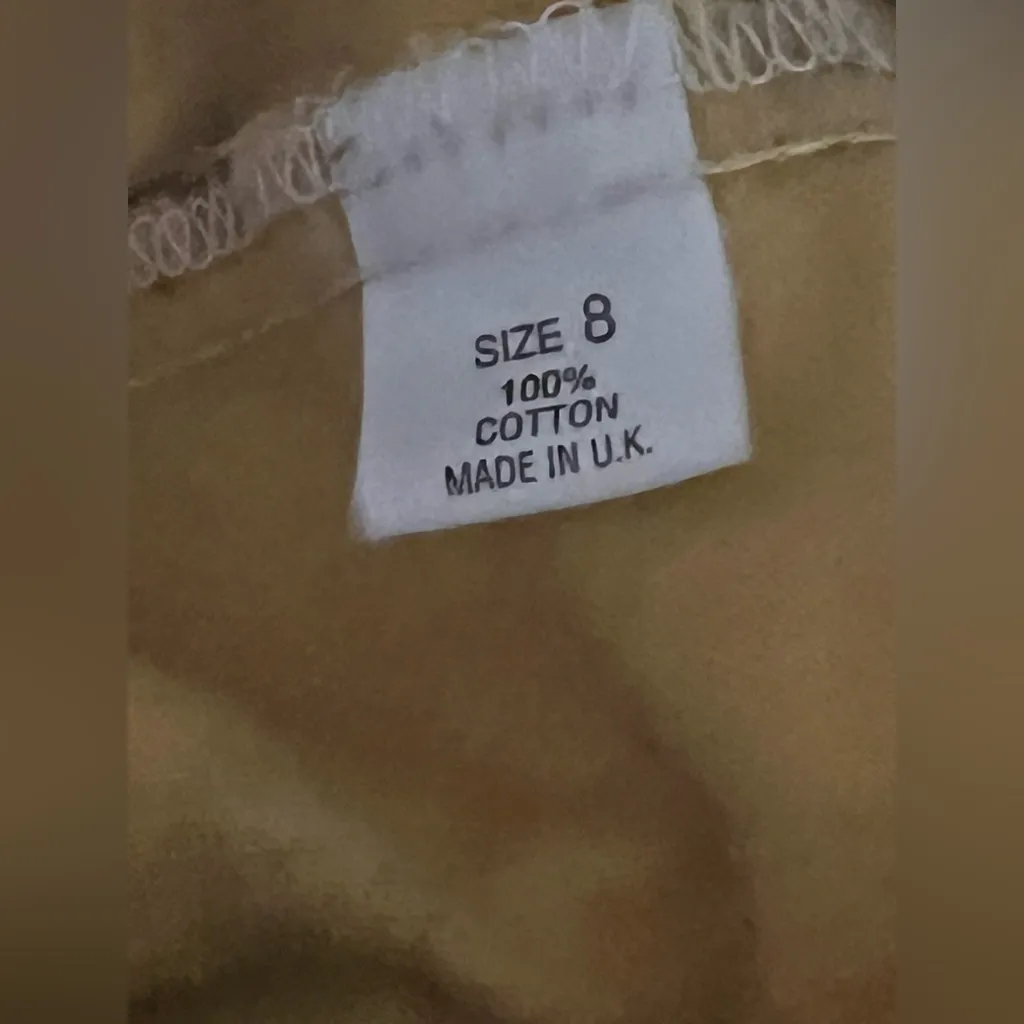 SIZE 8
100%
COTTON
MADE IN U.K.